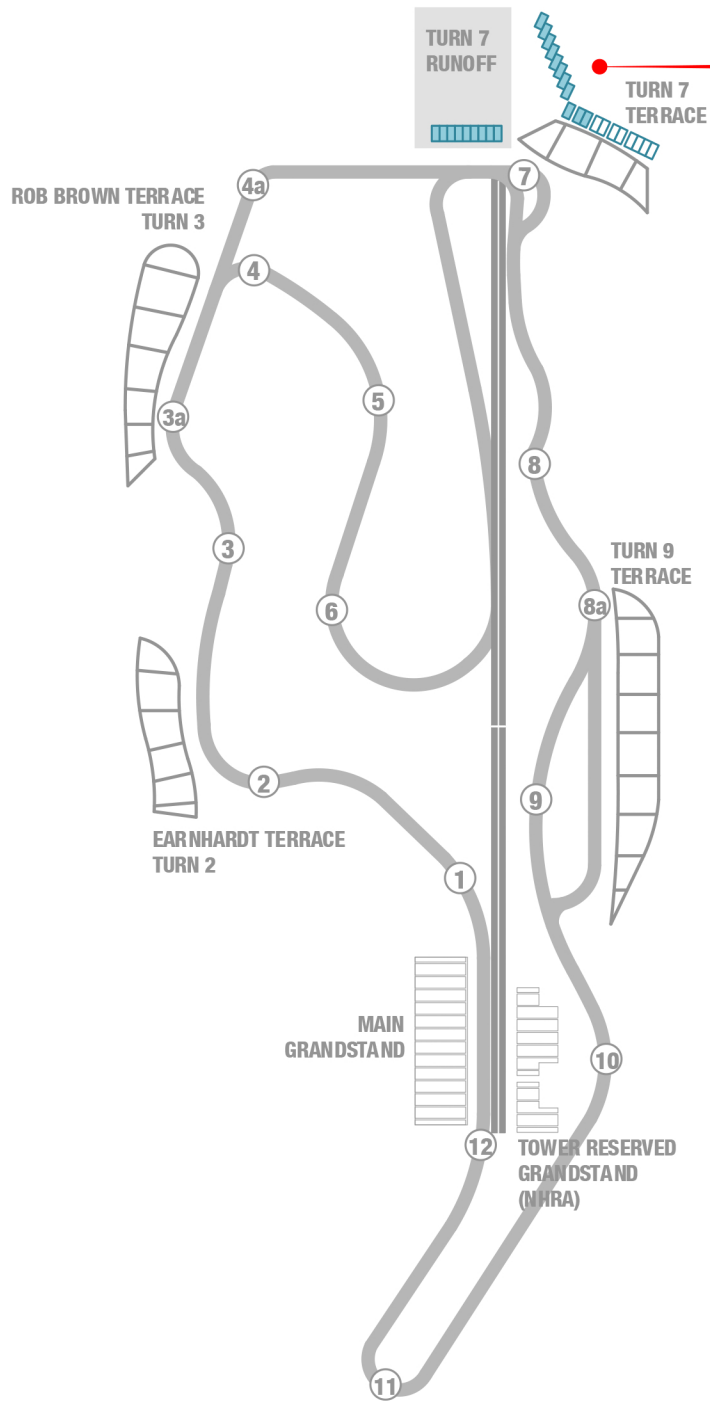 TURN 7
RUNOFF
TURN 7
TERRACE
7
4a
ROB BROWN TERRACE
TURN 3
4
5
3a
8
3
TURN 9
TERRACE
8a
6
2
9
EARNHARDT TERRACE
TURN 2
1
MAIN
GRANDSTAND
10
12
TOWER RESERVED
GRANDSTAND
(NHRA)
11